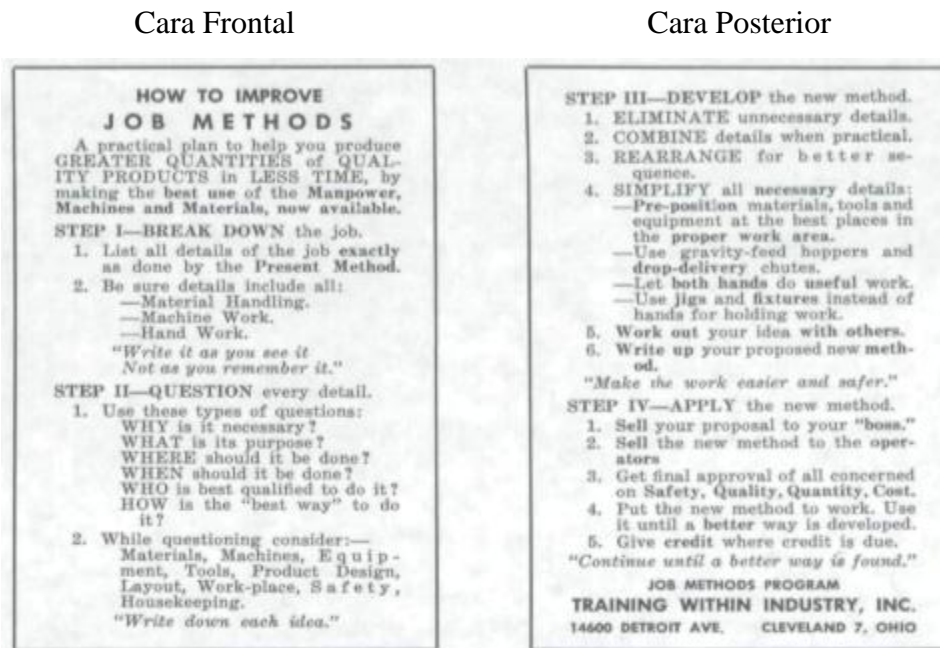 Cara Frontal
Cara Posterior
HOW TO IMPROVE
JOB METHODS
A practical plan to help you produce
GREATER QUANTITIES of QUAL-
ITY PRODUCTS in LESS TIME, by
making the best use of the Manpower,
Machines and Materials, now available.
STEP I—BREAK DOWN the job.
1. List all details of the job exactly
as done by the Present Method.
2. Be sure details include all:
—Material Handling.
—Machine Work.
—Hand Work.
"Write it as you see it
Not as you remember it."
STEP II—QUESTION every detail.
1. Use these types of questions:
WHY is it necessary?
WHAT is its purpose?
WHERE should it be done?
WHEN should it be done?
WHO is best qualified to do it?
HOW is the "best way" to do
it?
2. While questioning consider:—
Materials, Machines, Equip-
ment, Tools, Product Design,
Layout, Work-place, Safety,
Housekeeping.
"Write down each idea."
STEP III—DEVELOP the new method.
1. ELIMINATE unnecessary details.
2. COMBINE details when practical.
3. REARRANGE for better se-
quence.
4. SIMPLIFY all necessary details:
—Pre-position materials, tools and
equipment at the best places in
the proper work area.
—Use gravity-feed hoppers and
drop-delivery chutes.
—Let both hands do useful work.
—Use jigs and fixtures instead of
hands for holding work.
5. Work out your idea with others.
6. Write up your proposed new meth-
od.
"Make the work easier and safer."
STEP IV—APPLY the new method.
1. Sell your proposal to your "boss."
2. Sell the new method to the oper-
ators
3. Get final approval of all concerned
on Safety, Quality, Quantity, Cost.
4. Put the new method to work. Use
it until a better way is developed.
5. Give credit where credit is due.
"Continue until a better way is found."
JOB METHODS PROGRAM
TRAINING WITHIN INDUSTRY, INC.
14600 DETROIT AVE. CLEVELAND 7, OHIO